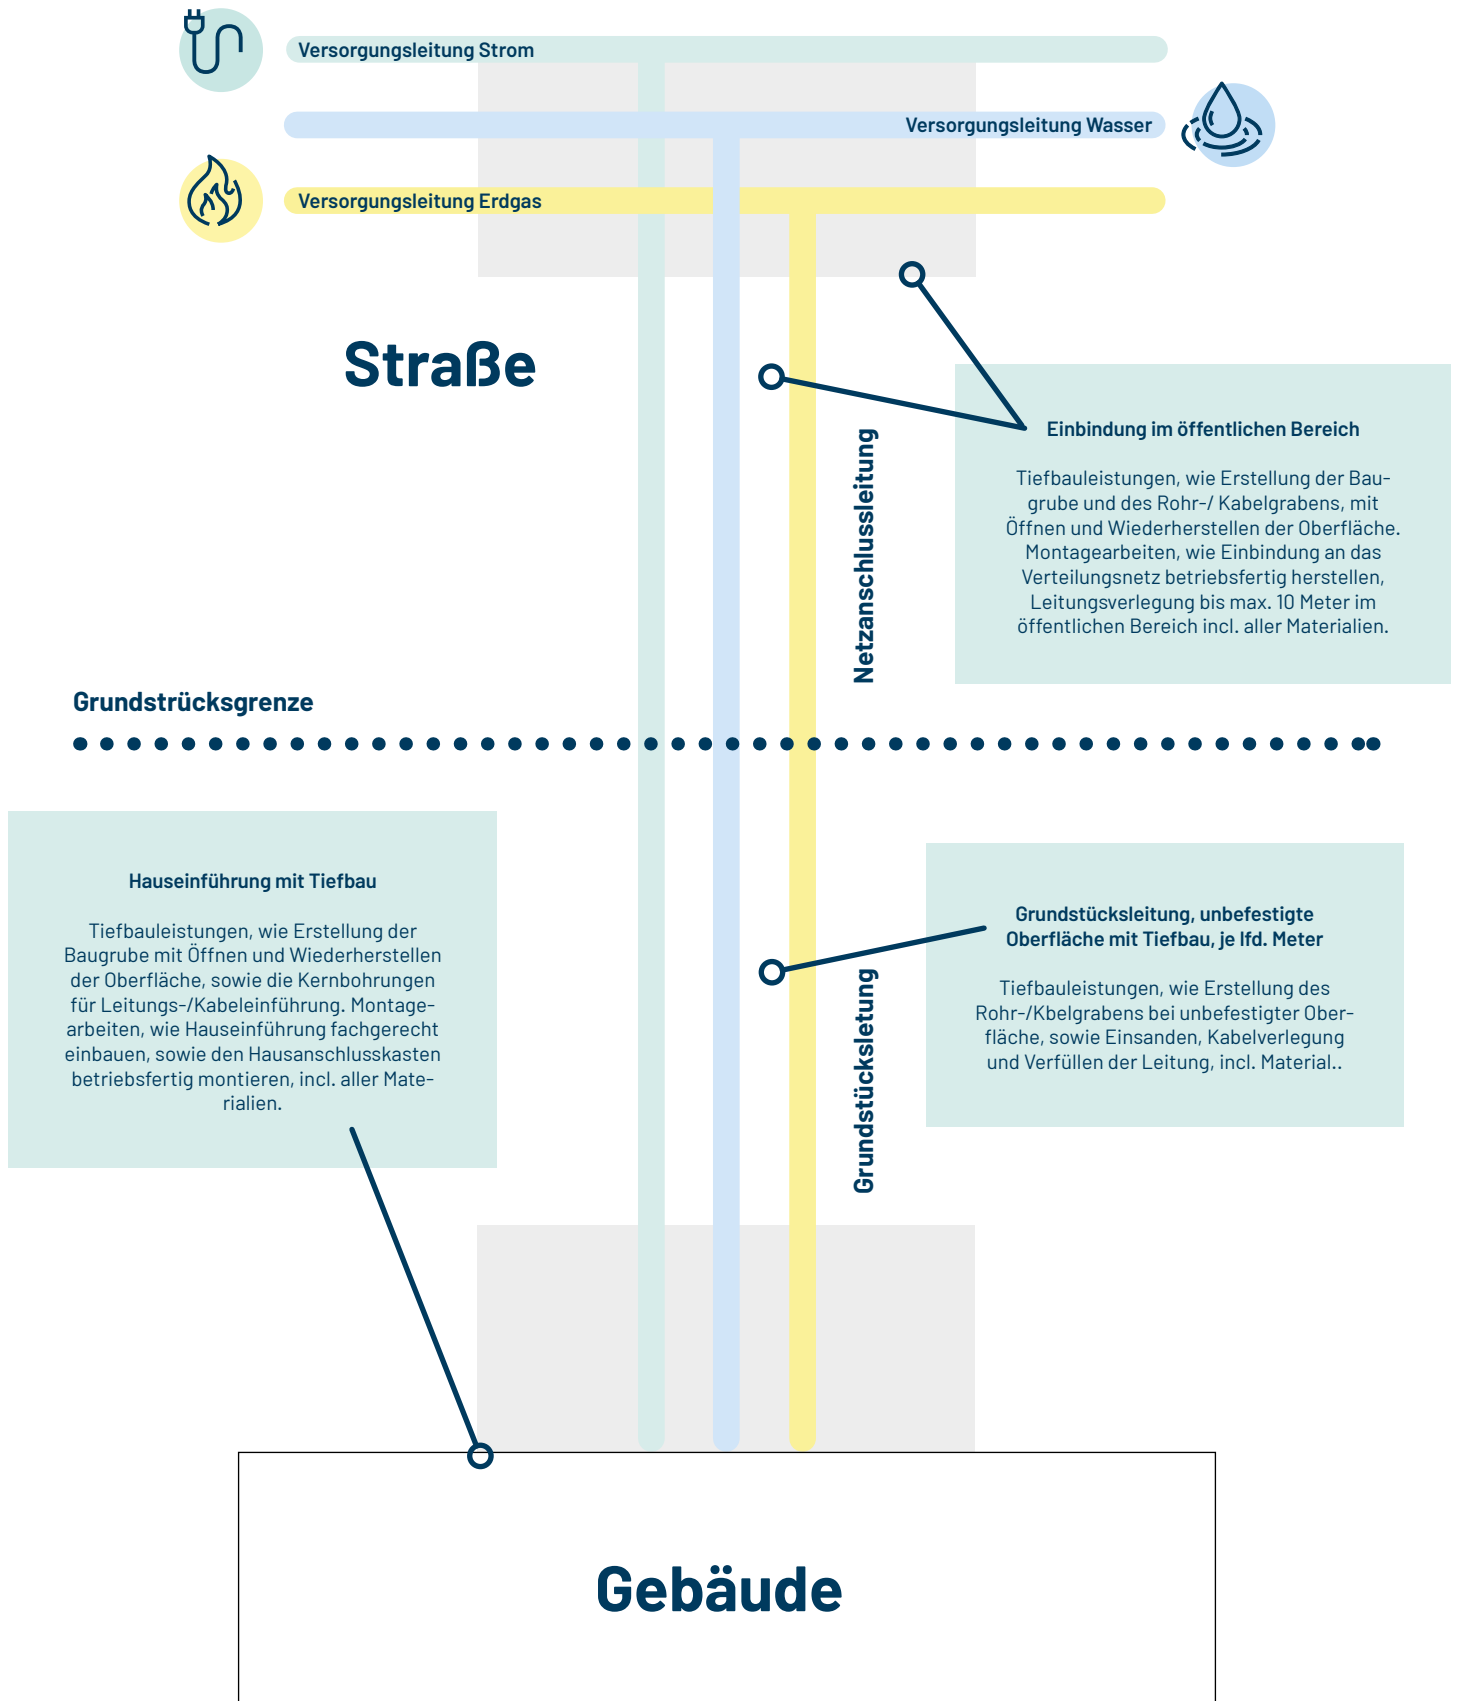 Versorgungsleitung Strom
Versorgungsleitung Wasser
Versorgungsleitung Erdgas
Straße
Einbindung im öffentlichen Bereich
Tiefbauleistungen, wie Erstellung der Bau-
grube und des Rohr-/ Kabelgrabens, mit
Öffnen und Wiederherstellen der Oberfläche.
Montagearbeiten, wie Einbindung an das
Verteilungsnetz betriebsfertig herstellen,
Leitungsverlegung bis max. 10 Meter im
öffentlichen Bereich incl. aller Materialien.
Netzanschlussleitung
Grundstrücksgrenze
Hauseinführung mit Tiefbau
Tiefbauleistungen, wie Erstellung der
Baugrube mit Öffnen und Wiederherstellen
der Oberfläche, sowie die Kernbohrungen
für Leitungs-/Kabeleinführung. Montage-
arbeiten, wie Hauseinführung fachgerecht
einbauen, sowie den Hausanschlusskasten
betriebsfertig montieren, incl. aller Mate-
rialien.
Grundstücksleitung, unbefestigte
Oberfläche mit Tiefbau, je lfd. Meter
Tiefbauleistungen, wie Erstellung des
Rohr-/Kbelgrabens bei unbefestigter Ober-
fläche, sowie Einsanden, Kabelverlegung
und Verfüllen der Leitung, incl. Material..
Grundstücksletung
Gebäude